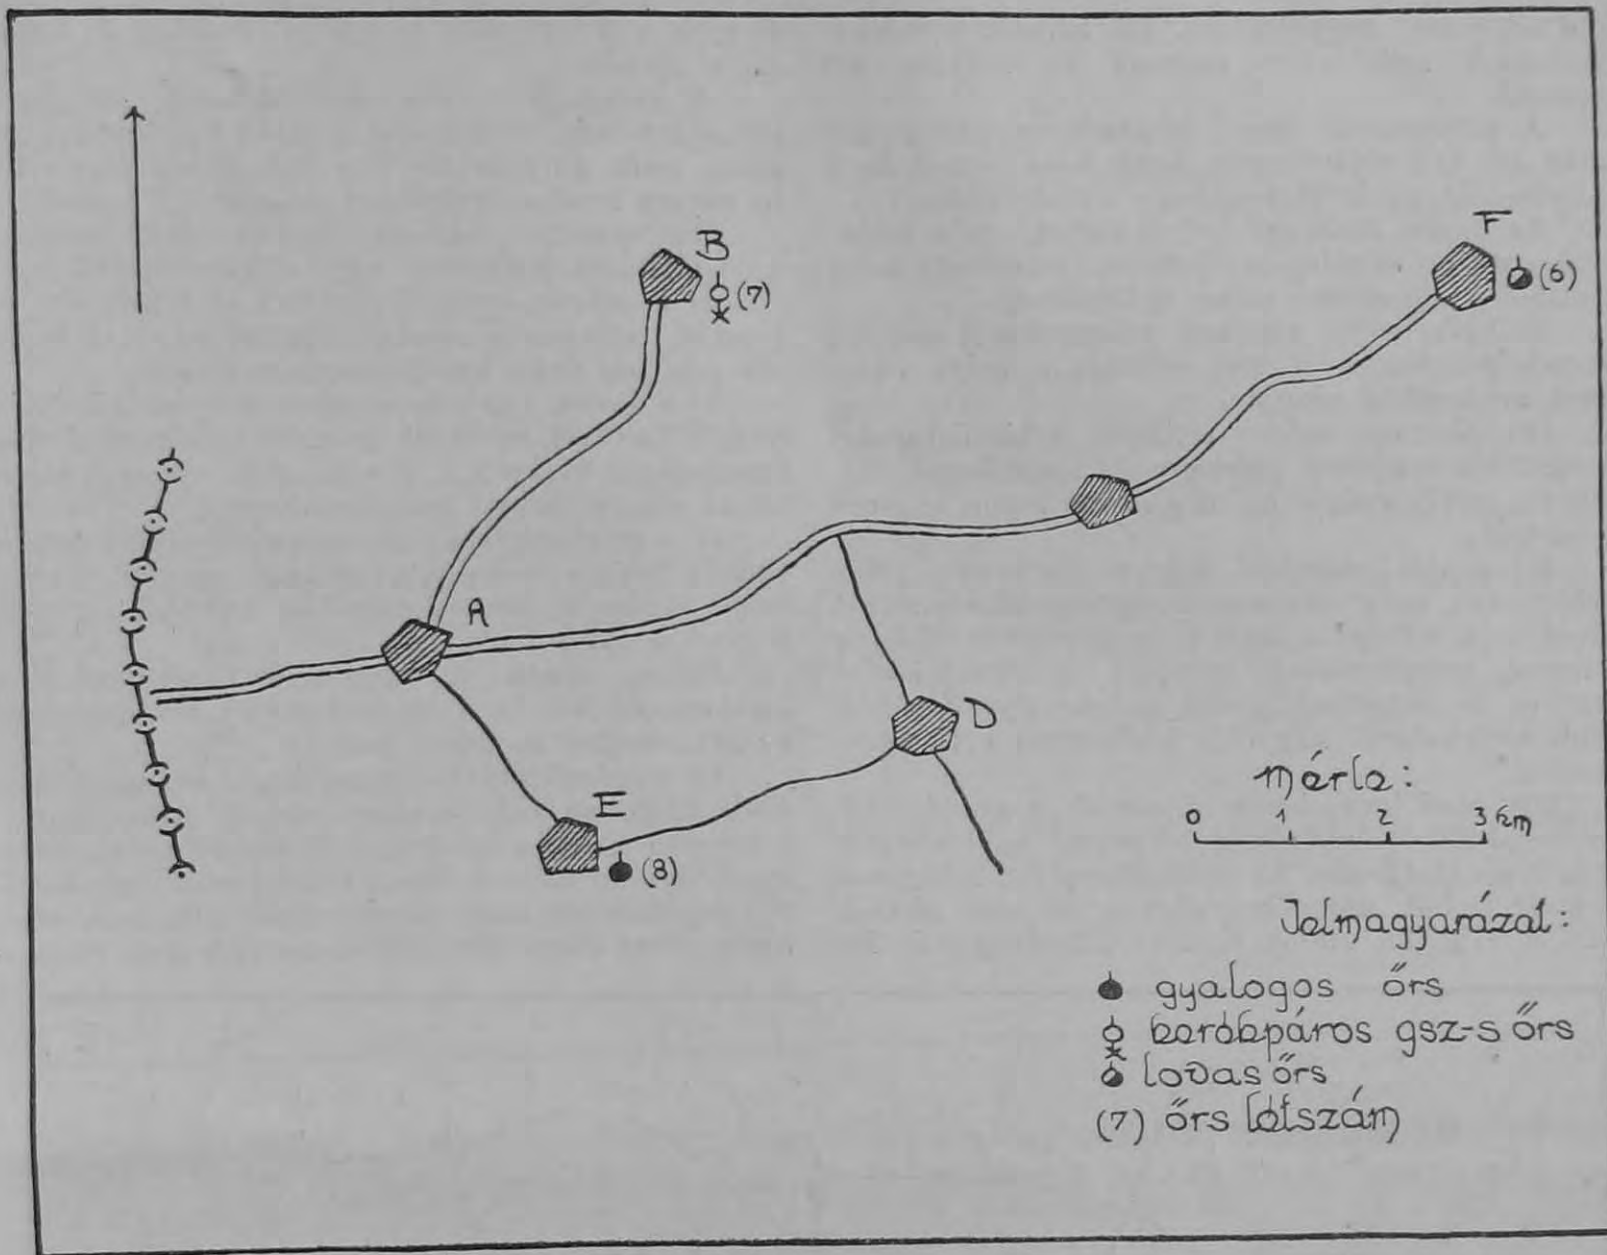 B
(7)
F
(6)
A
D
E
(8)
mérle:
0 1 2 3 km
Jelmagyarázat:
gyalogos őrs
kerékpáros gsz-s őrs
lovas őrs
(7) őrs létszám